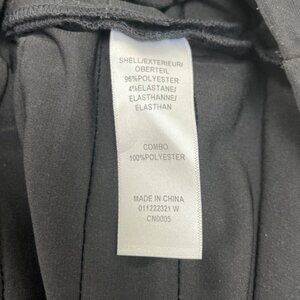 SHELL/EXTERIEUR/
OBERTEIL
96%POLYESTER
4%ELASTANE/
ELASTHANNE/
ELASTHAN
COMBO
100%POLYESTER
MADE IN CHINA
011222321 W
CN0005